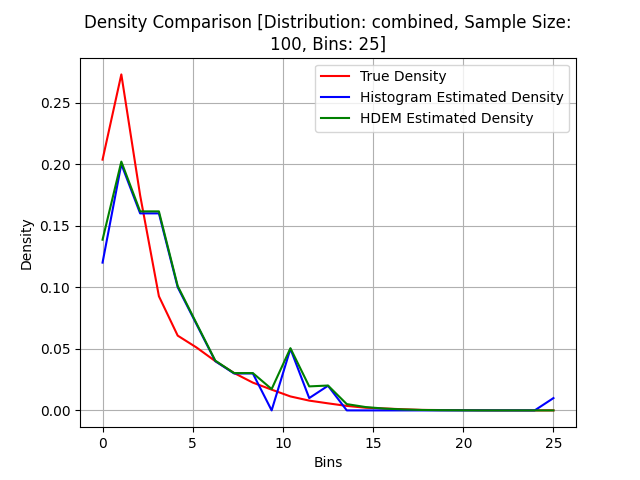 Density Comparison [Distribution: combined, Sample Size:
100, Bins: 25]
True Density
Histogram Estimated Density
HDEM Estimated Density
Density
0.25
0.20
0.15
0.10
0.05
0.00
0 5 10 15 20 25
Bins